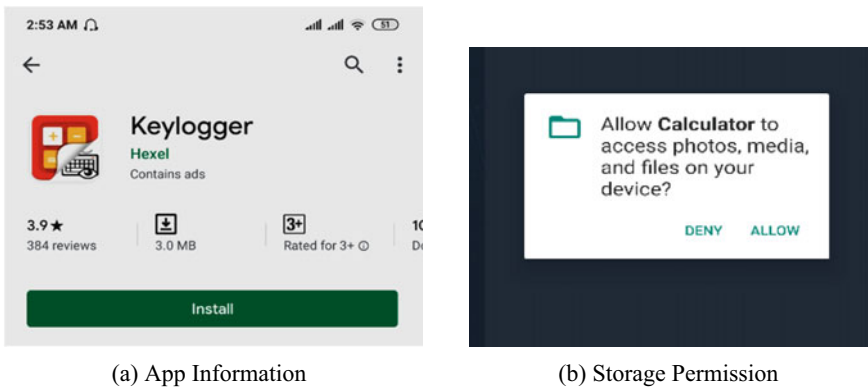 2:53 AM
51
Keylogger
Hexel
Contains ads
3.9★
384 reviews
3.0 MB
3+
Rated for 3+
Install
Allow Calculator to
access photos, media,
and files on your
device?
DENY ALLOW
(a) App Information
(b) Storage Permission